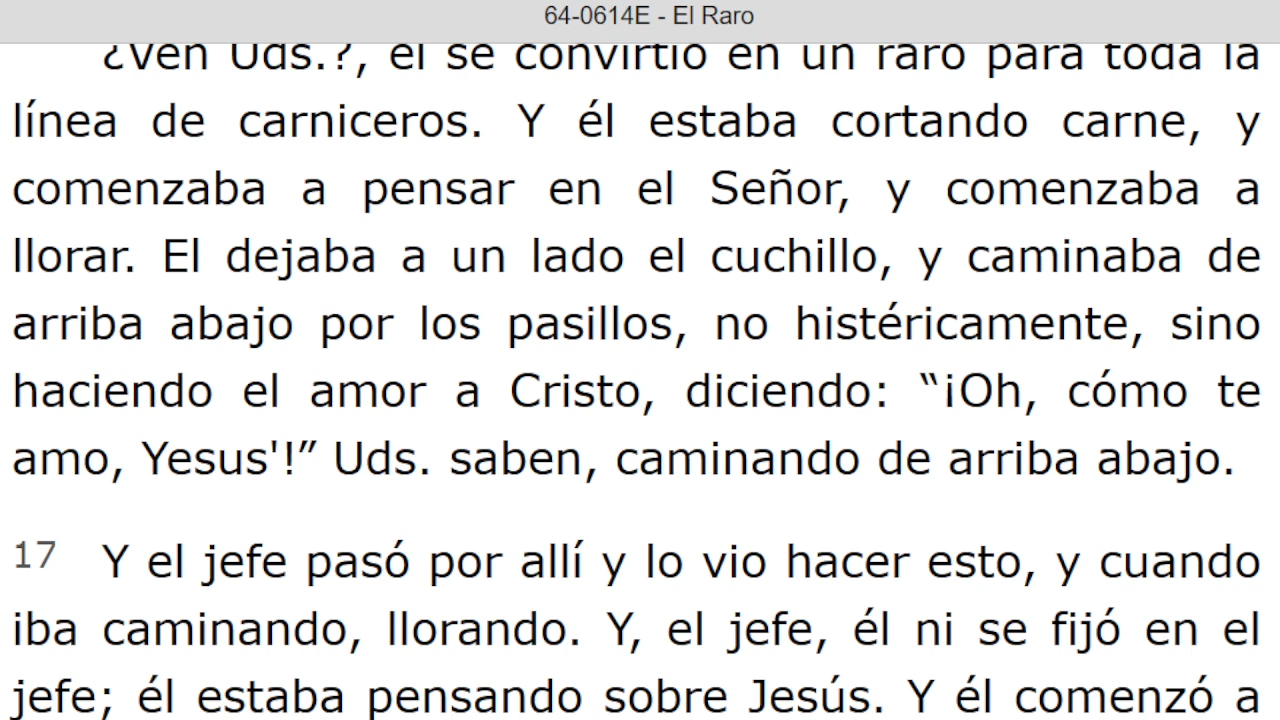 64-0614E - El Raro
¿Ven Uds.?, él se convirtió en un raro para toda la
línea de carniceros. Y él estaba cortando carne, y
comenzaba a pensar en el Señor, y comenzaba a
llorar. El dejaba a un lado el cuchillo, y caminaba de
arriba abajo por los pasillos, no histéricamente, sino
haciendo el amor a Cristo, diciendo: “¡Oh, cómo te
amo, Yesus'!” Uds. saben, caminando de arriba abajo.
17 Y el jefe pasó por allí y lo vio hacer esto, y cuando
iba caminando, llorando. Y, el jefe, él ni se fijó en el
jefe; él estaba pensando sobre Jesús. Y él comenzó a